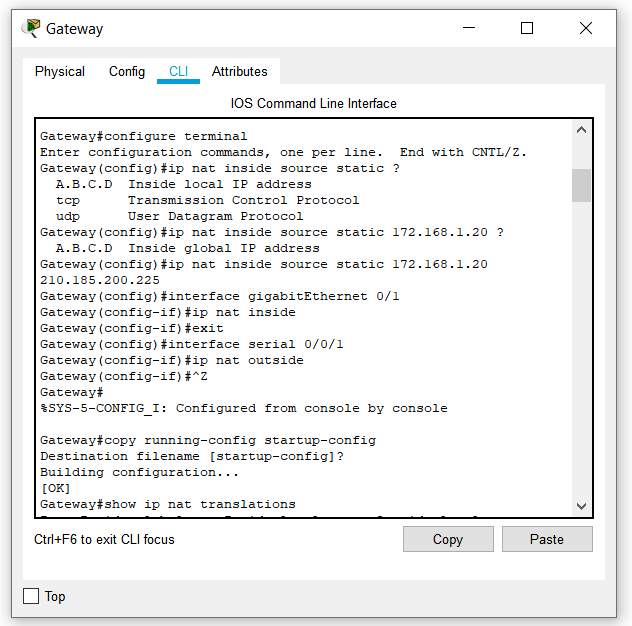 Gateway
Physical Config CLI Attributes
IOS Command Line Interface
Gateway#configure terminal
Enter configuration commands, one per line.  End with CNTL/Z.
Gateway(config)#ip nat inside source static ?
  A.B.C.D  Inside local IP address
  tcp      Transmission Control Protocol
  udp      User Datagram Protocol
Gateway(config)#ip nat inside source static 172.168.1.20 ?
  A.B.C.D  Inside global IP address
Gateway(config)#ip nat inside source static 172.168.1.20
210.185.200.225
Gateway(config)#interface gigabitEthernet 0/1
Gateway(config-if)#ip nat inside
Gateway(config-if)#exit
Gateway(config)#interface serial 0/0/1
Gateway(config-if)#ip nat outside
Gateway(config-if)#^Z
Gateway#
%SYS-5-CONFIG_I: Configured from console by console
Gateway#copy running-config startup-config
Destination filename [startup-config]?
Building configuration...
[OK]
Gateway#show ip nat translations
Ctrl+F6 to exit CLI focus
Copy Paste
Top